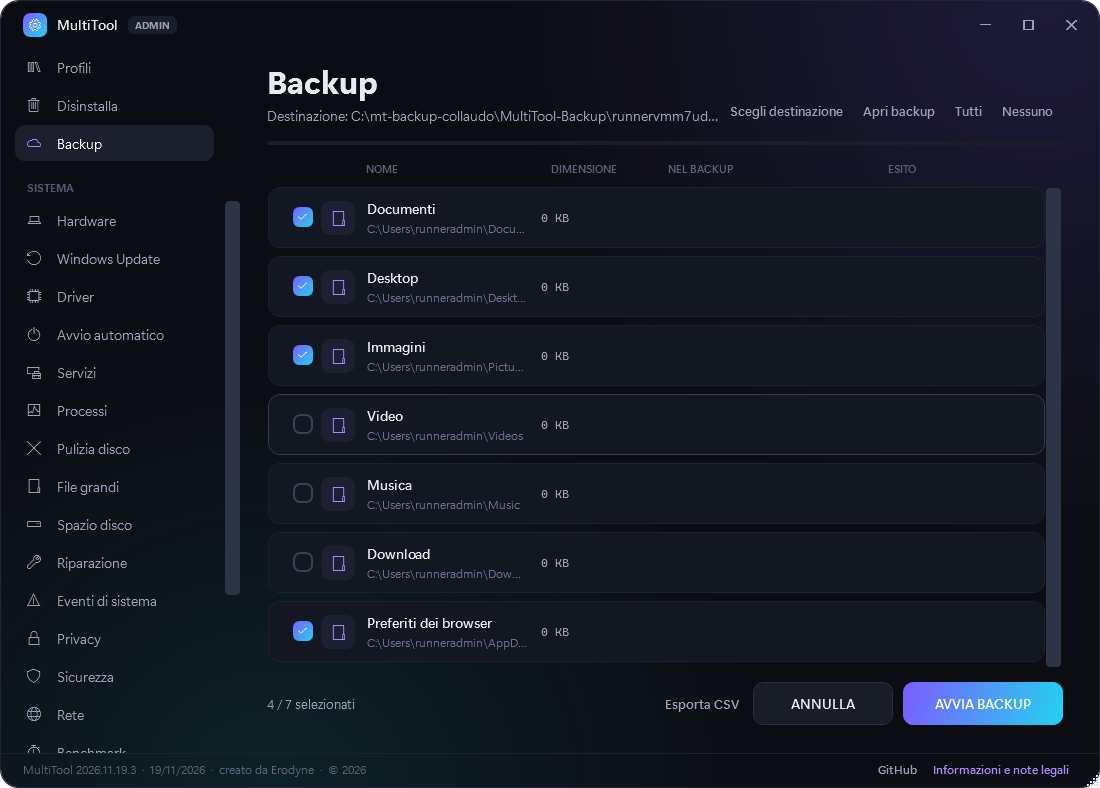 MultiTool ADMIN
Profili
Disinstalla
Backup
SISTEMA
Hardware
Windows Update
Driver
Avvio automatico
Servizi
Processi
Pulizia disco
File grandi
Spazio disco
Riparazione
Eventi di sistema
Privacy
Sicurezza
Rete
Benchmark
Backup
Destinazione: C:\mt-backup-collaudo\MultiTool-Backup\runnervmm7ud...
Scegli destinazione Apri backup Tutti Nessuno
NOME DIMENSIONE NEL BACKUP ESITO
Documenti
C:\Users\runneradmin\Docu...
0 KB
Desktop
C:\Users\runneradmin\Deskt...
0 KB
Immagini
C:\Users\runneradmin\Pictu...
0 KB
Video
C:\Users\runneradmin\Videos
0 KB
Musica
C:\Users\runneradmin\Music
0 KB
Download
C:\Users\runneradmin\Dow...
0 KB
Preferiti dei browser
C:\Users\runneradmin\AppD...
0 KB
4 / 7 selezionati
Esporta CSV ANNULLA AVVIA BACKUP
MultiTool 2026.11.19.3 · 19/11/2026 · creato da Erodyne · © 2026
GitHub Informazioni e note legali